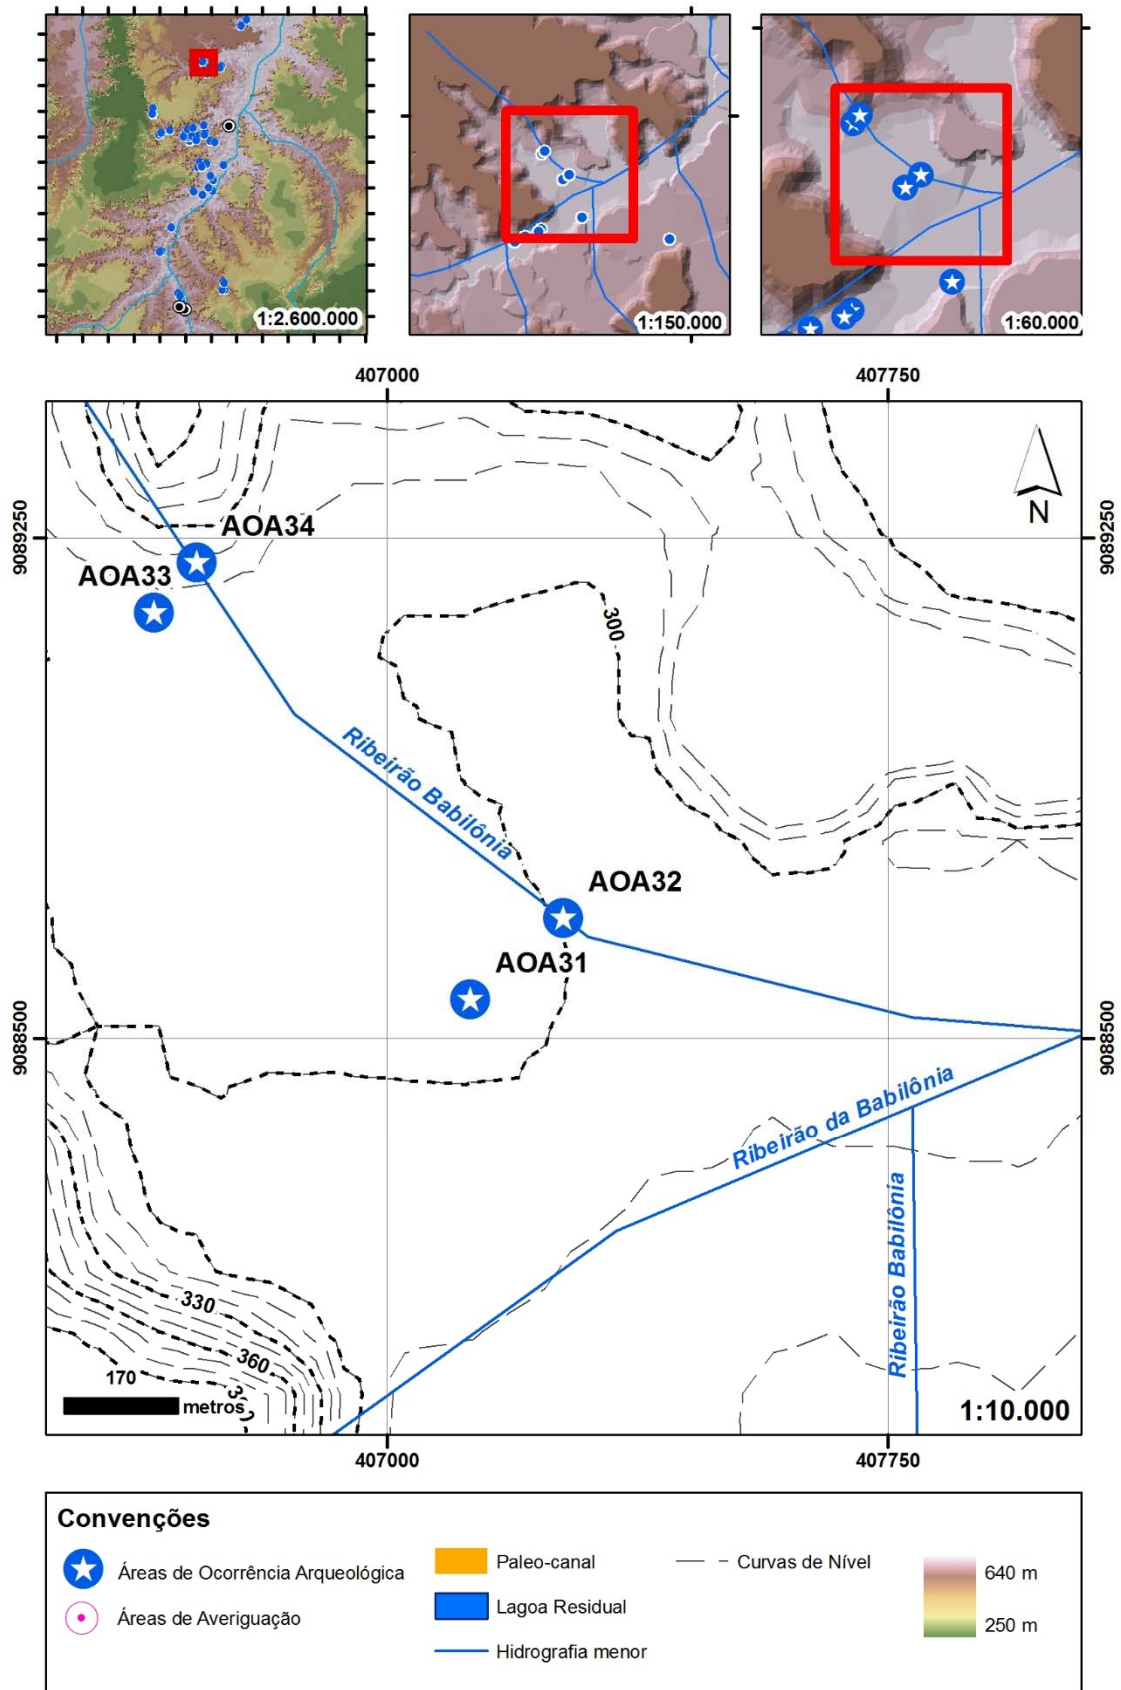 1:2.600.000
1:150.000
1:60.000
407000
407750
9089250
9089250
N
AOA34
AOA33
300
Ribeirão Babilônia
AOA32
AOA31
9088500
9088500
Ribeirão da Babilônia
Ribeirão Babilônia
330
360
170
metros
1:10.000
407000
407750
Convenções
Áreas de Ocorrência Arqueológica
Áreas de Averiguação
Paleo-canal
Lagoa Residual
Hidrografia menor
Curvas de Nível
640 m
250 m